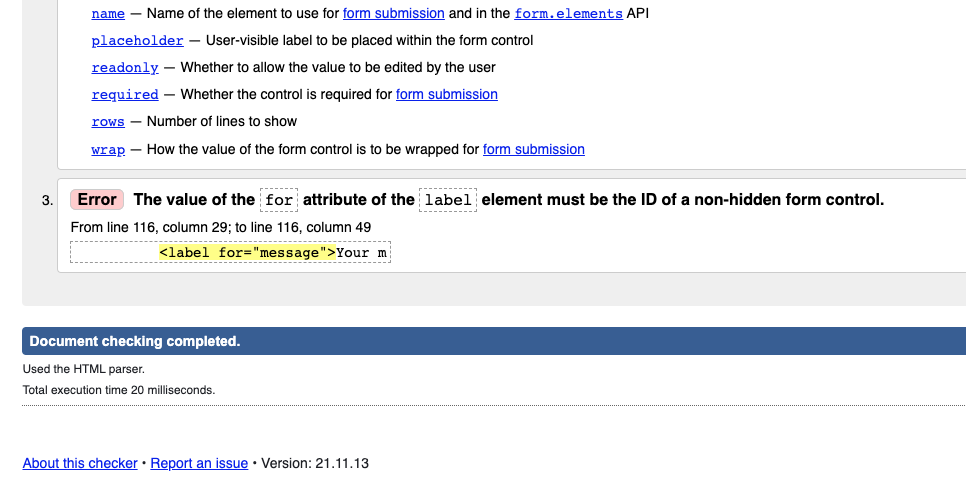 name — Name of the element to use for form submission and in the form.elements API
placeholder — User-visible label to be placed within the form control
readonly — Whether to allow the value to be edited by the user
required — Whether the control is required for form submission
rows — Number of lines to show
wrap — How the value of the form control is to be wrapped for form submission
3. Error The value of the for attribute of the label element must be the ID of a non-hidden form control.
From line 116, column 29; to line 116, column 49
<label for="message">Your m
Document checking completed.
Used the HTML parser.
Total execution time 20 milliseconds.
About this checker • Report an issue • Version: 21.11.13